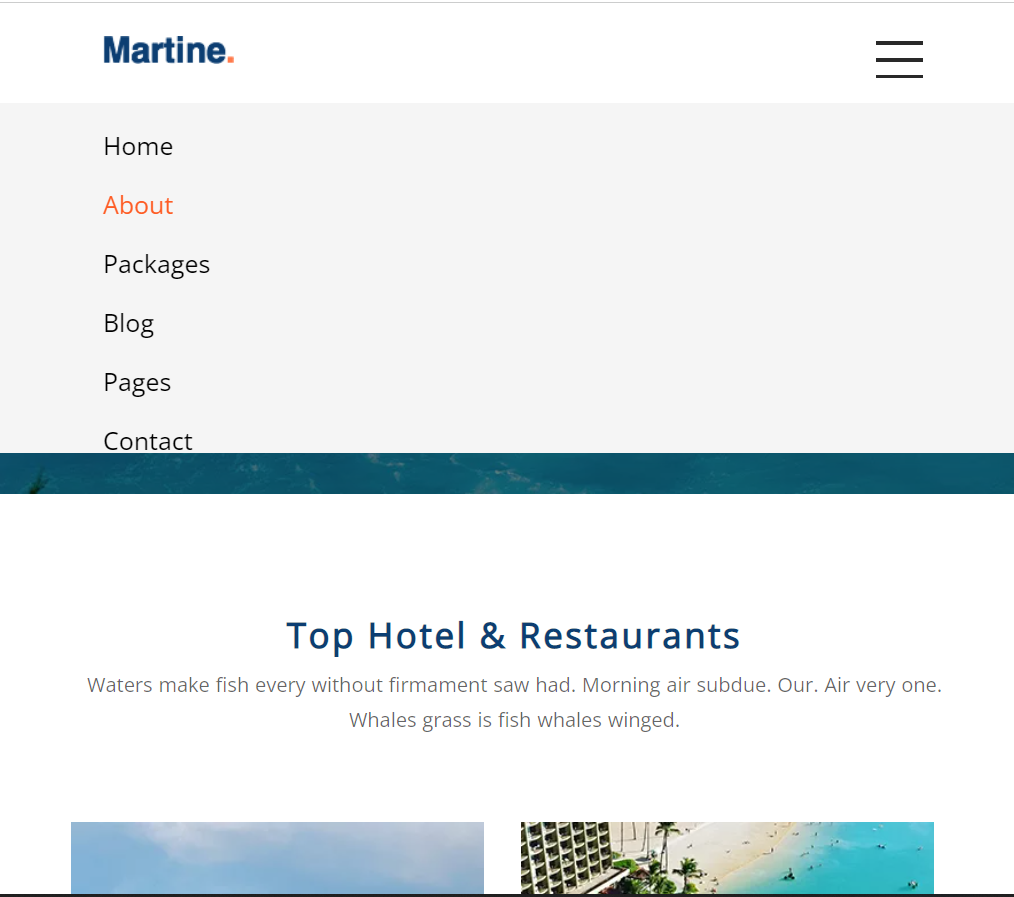 Martine.
Home
About
Packages
Blog
Pages
Contact
Top Hotel & Restaurants
Waters make fish every without firmament saw had. Morning air subdue. Our. Air very one.
Whales grass is fish whales winged.